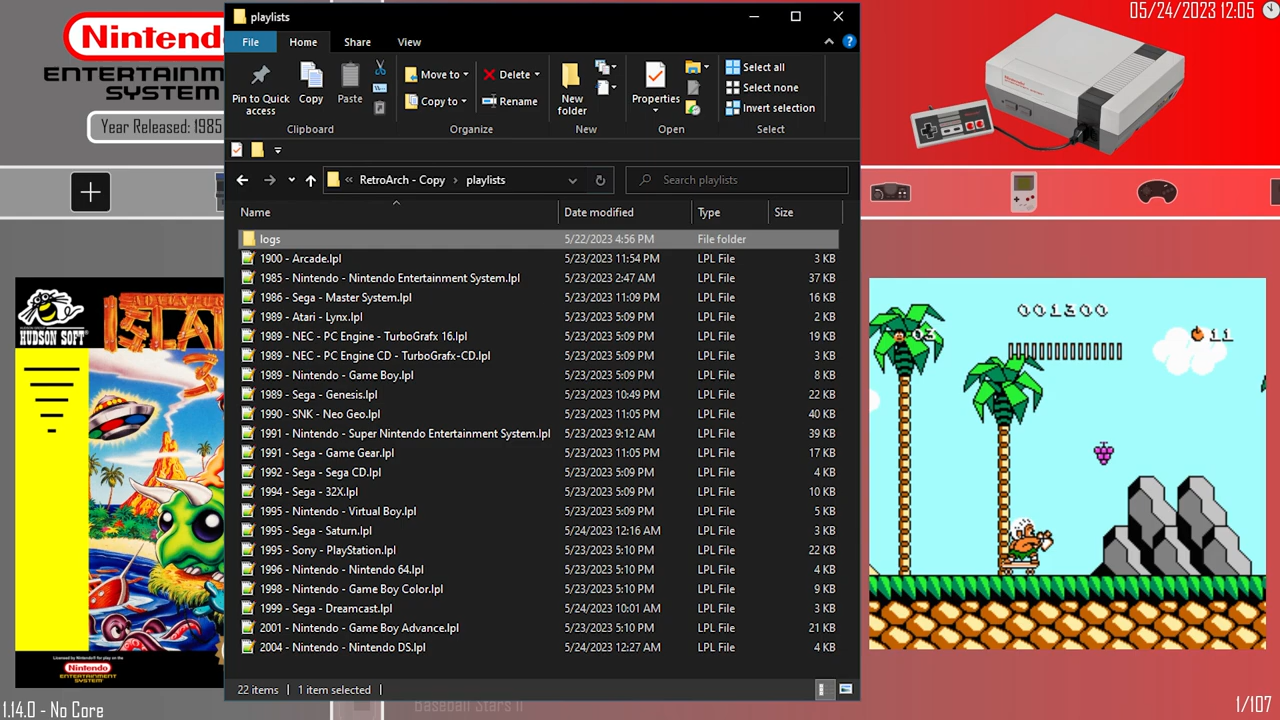 Nintendo
ENTERTAINM
SYSTEM
Year Released: 1985
05/24/2023 12:05
playlists
File
Home
Share
View
Pin to Quick
access
Copy
Paste
Clipboard
Move to
Copy to
Delete
Rename
Organize
New
folder
New
Properties
Open
Select all
Select none
Invert selection
Select
RetroArch - Copy
playlists
Search playlists
Name Date modified Type Size
logs 5/22/2023 4:56 PM File folder
1900 - Arcade.lpl 5/23/2023 11:54 PM LPL File 3 KB
1985 - Nintendo - Nintendo Entertainment System.lpl 5/23/2023 2:47 AM LPL File 37 KB
1986 - Sega - Master System.lpl 5/23/2023 11:09 PM LPL File 16 KB
1989 - Atari - Lynx.lpl 5/23/2023 5:09 PM LPL File 2 KB
1989 - NEC - PC Engine - TurboGrafx 16.lpl 5/23/2023 5:09 PM LPL File 19 KB
1989 - NEC - PC Engine CD - TurboGrafx-CD.lpl 5/23/2023 5:09 PM LPL File 3 KB
1989 - Nintendo - Game Boy.lpl 5/23/2023 5:09 PM LPL File 8 KB
1989 - Sega - Genesis.lpl 5/23/2023 10:49 PM LPL File 22 KB
1990 - SNK - Neo Geo.lpl 5/23/2023 11:05 PM LPL File 40 KB
1991 - Nintendo - Super Nintendo Entertainment System.lpl 5/23/2023 9:12 AM LPL File 39 KB
1991 - Sega - Game Gear.lpl 5/23/2023 11:05 PM LPL File 17 KB
1992 - Sega - Sega CD.lpl 5/23/2023 5:09 PM LPL File 4 KB
1994 - Sega - 32X.lpl 5/23/2023 5:09 PM LPL File 10 KB
1995 - Nintendo - Virtual Boy.lpl 5/23/2023 5:09 PM LPL File 5 KB
1995 - Sega - Saturn.lpl 5/24/2023 12:16 AM LPL File 3 KB
1995 - Sony - PlayStation.lpl 5/23/2023 5:10 PM LPL File 22 KB
1996 - Nintendo - Nintendo 64.lpl 5/23/2023 5:10 PM LPL File 4 KB
1998 - Nintendo - Game Boy Color.lpl 5/23/2023 5:10 PM LPL File 9 KB
1999 - Sega - Dreamcast.lpl 5/24/2023 10:01 AM LPL File 3 KB
2001 - Nintendo - Game Boy Advance.lpl 5/23/2023 5:10 PM LPL File 21 KB
2004 - Nintendo - Nintendo DS.lpl 5/24/2023 12:27 AM LPL File 4 KB
22 items
1 item selected
HUDSON SOFT
ADVENTUR
ISLA
3
Licensed by Nintendo® for play on the
Nintendo
ENTERTAINMENT
SYSTEM
001300
03
11
1.14.0 - No Core
Baseball Stars II
1/107